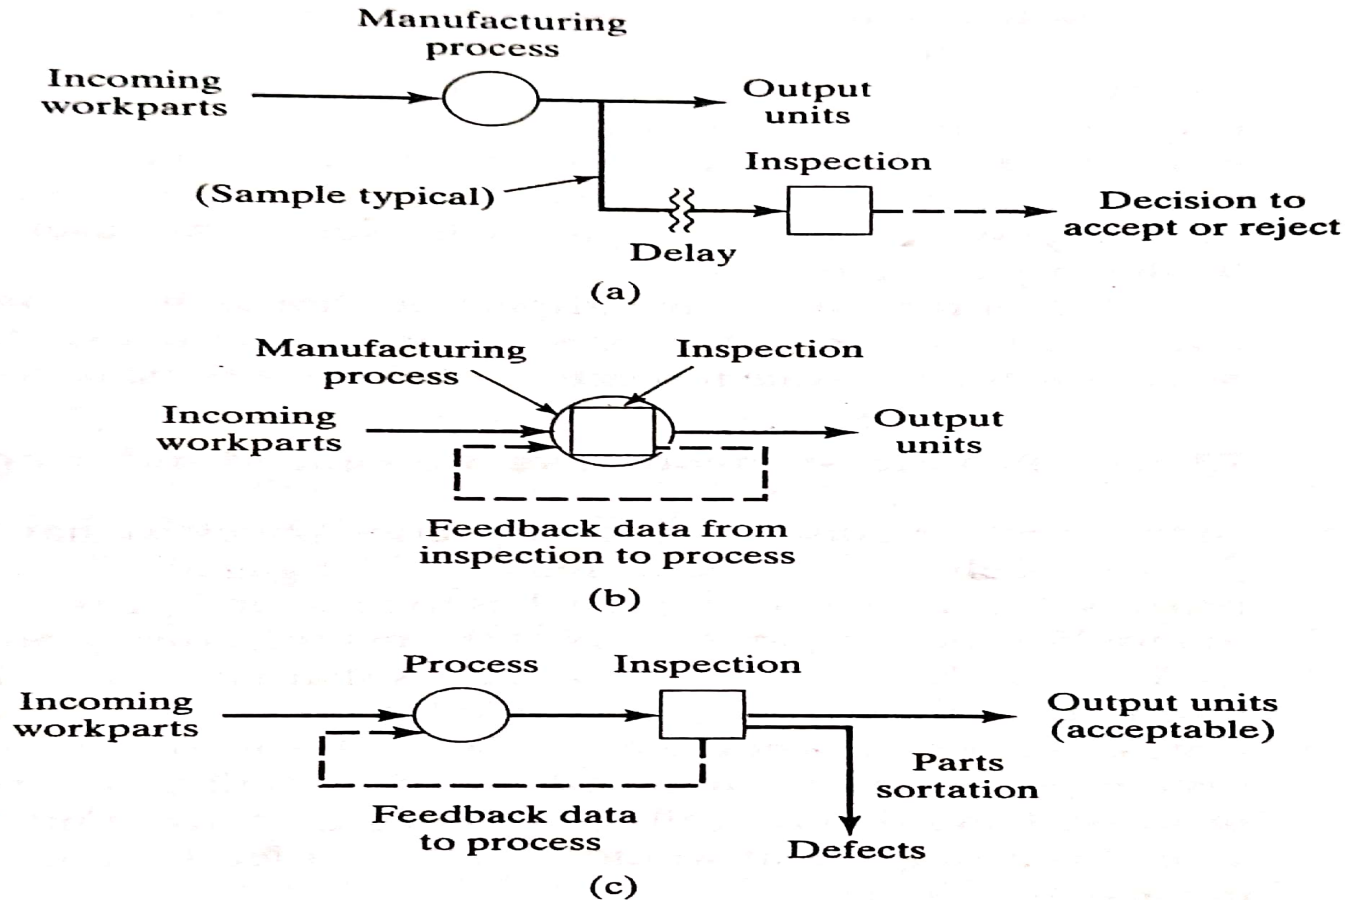 Manufacturing
process
Incoming
workparts
Output
units
Inspection
(Sample typical)
Decision to
accept or reject
Delay
(a)
Manufacturing
process
Inspection
Incoming
workparts
Output
units
Feedback data from
inspection to process
(b)
Process
Inspection
Incoming
workparts
Output units
(acceptable)
Parts
sortation
Feedback data
to process
Defects
(c)